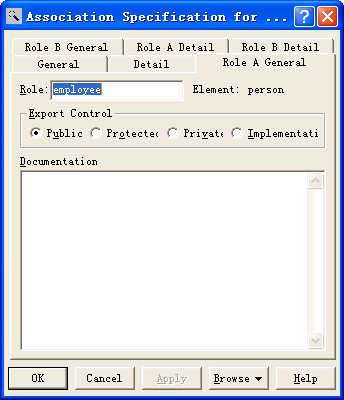 Association Specification for ...
Role B General Role A Detail Role B Detail
General Detail Role A General
Role: employee Element: person
Export Control
Public Protected Private Implementati
Documentation
OK Cancel Apply Browse Help